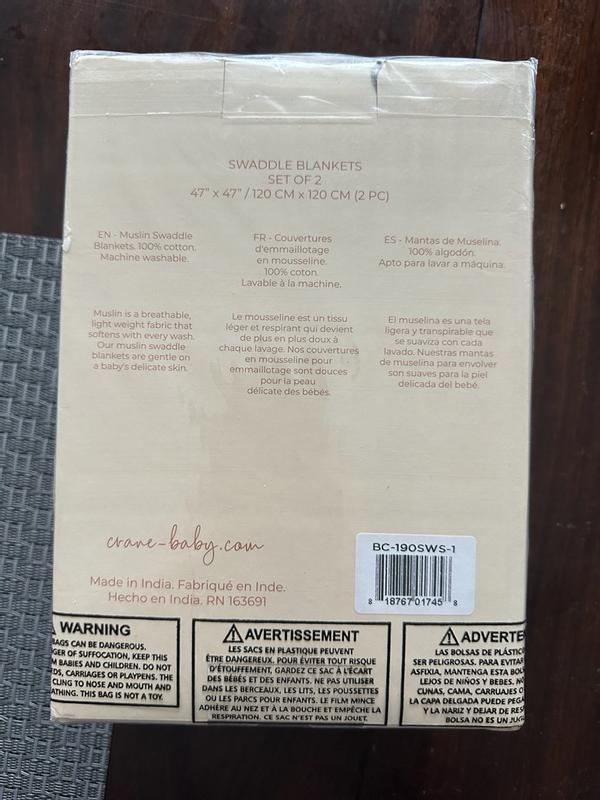 SWADDLE BLANKETS
SET OF 2
47" x 47" / 120 CM x 120 CM (2 PC)
EN - Muslin Swaddle
Blankets. 100% cotton.
Machine washable.
FR - Couvertures
d'emmaillotage
en mousseline.
100% coton.
Lavable à la machine.
ES - Mantas de Muselina.
100% algodón.
Apto para lavar a máquina.
Muslin is a breathable,
light weight fabric that
softens with every wash.
Our muslin swaddle
blankets are gentle on
a baby's delicate skin.
Le mousseline est un tissu
léger et respirant qui devient
de plus en plus doux à
chaque lavage. Nos couvertures
en mousseline pour
emmaillotage sont douces
pour la peau
délicate des bébés.
El muselina es una tela
ligera y transpirable que
se suaviza con cada
lavado. Nuestras mantas
de muselina para envolver
son suaves para la piel
delicada del bebé.
crane-baby.com
Made in India. Fabriqué en Inde.
Hecho en India. RN 163691
BC-190SWS-1
8 18767 01745 8
WARNING
BAGS CAN BE DANGEROUS.
GER OF SUFFOCATION, KEEP THIS
M BABIES AND CHILDREN. DO NOT
DS, CARRIAGES OR PLAYPENS. THE
CLING TO NOSE AND MOUTH AND
ATHING. THIS BAG IS NOT A TOY.
AVERTISSEMENT
LES SACS EN PLASTIQUE PEUVENT
ÊTRE DANGEREUX. POUR ÉVITER TOUT RISQUE
D'ÉTOUFFEMENT, GARDEZ CE SAC À L'ÉCART
DES BÉBÉS ET DES ENFANTS. NE PAS UTILISER
DANS LES BERCEAUX, LES LITS, LES POUSSETTES
OU LES PARCS POUR ENFANTS. LE FILM MINCE
ADHÈRE AU NEZ ET À LA BOUCHE ET EMPÊCHE LA
RESPIRATION. CE SAC N'EST PAS UN JOUET.
ADVERTE
LAS BOLSAS DE PLÁSTICO
SER PELIGROSAS. PARA EVITAR
ASFIXIA, MANTENGA ESTA BOL
LEJOS DE NIÑOS Y BEBES. NO
CUNAS, CAMA, CARRUAJES O
LA CAPA DELGADA PUEDE PEGA
Y LA NARIZ Y DEJAR DE RES
BOLSA NO ES UN JUG